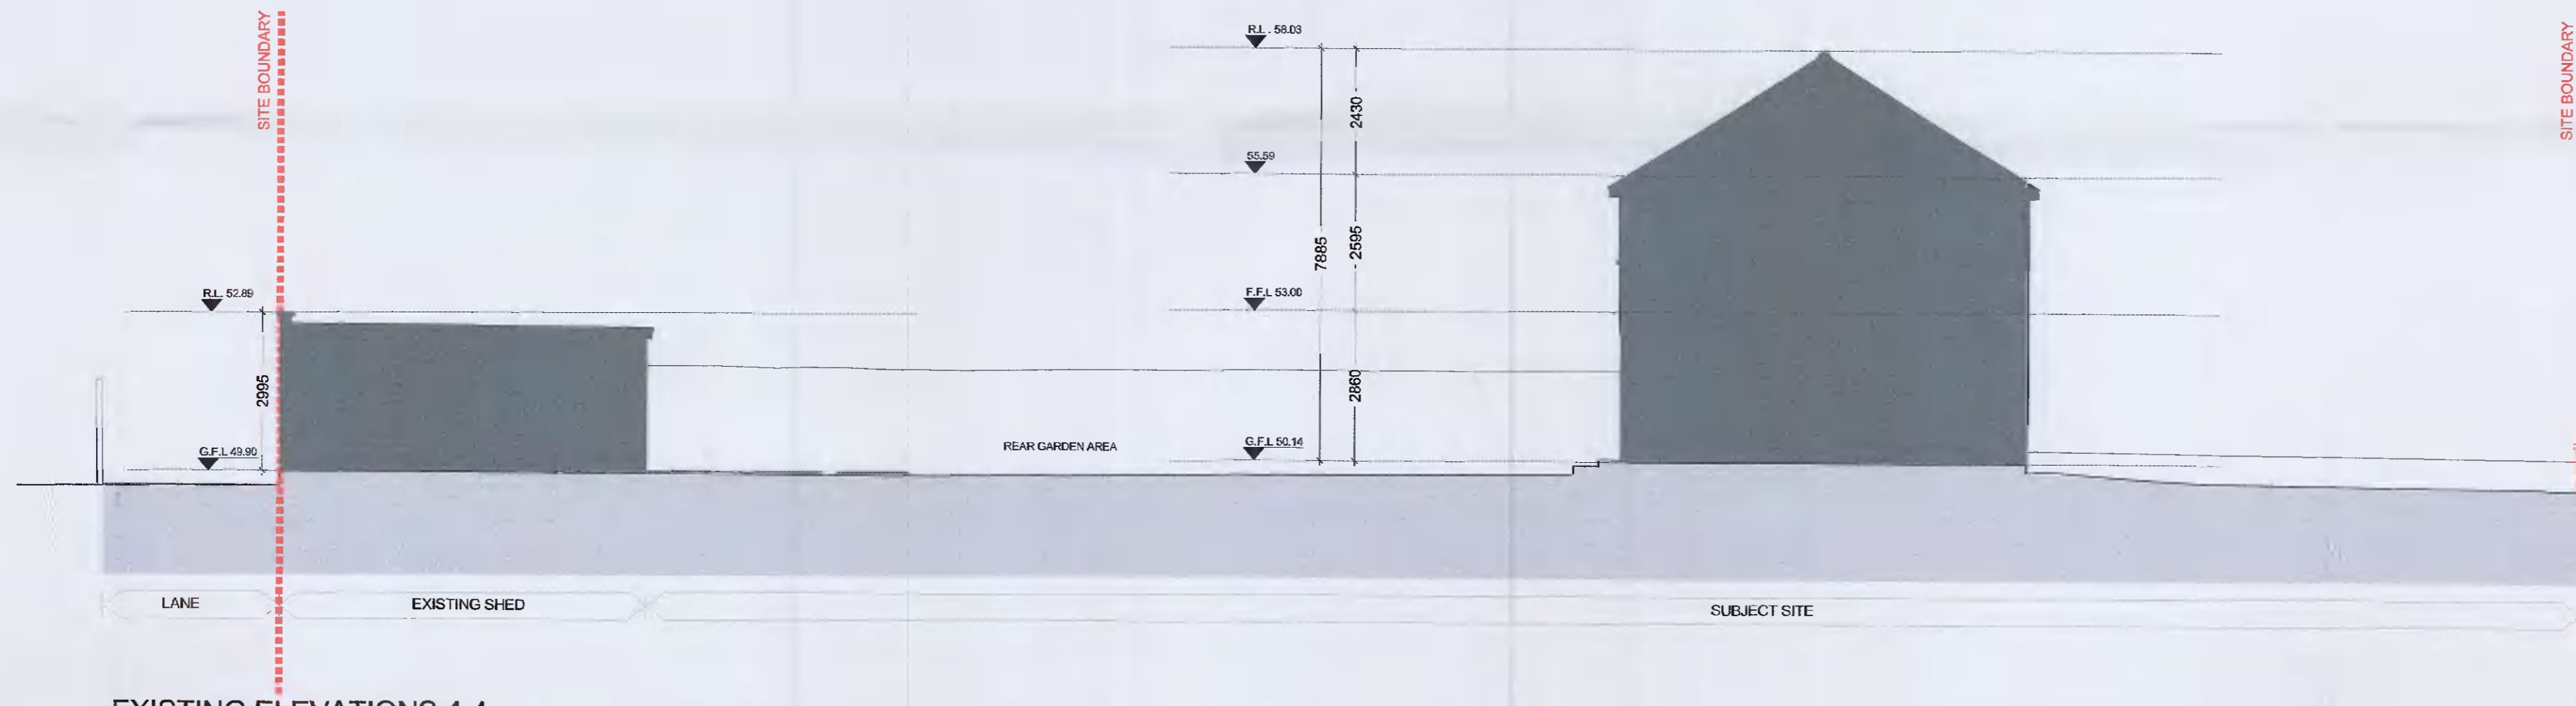 SITE BOUNDARY
R.L. 58.03
SITE BOUNDARY
2430
55.59
7885
2595
R.L. 52.89
F.F.L 53.00
2995
2860
G.F.L 49.90
REAR GARDEN AREA
G.F.L 50.14
LANE
EXISTING SHED
SUBJECT SITE